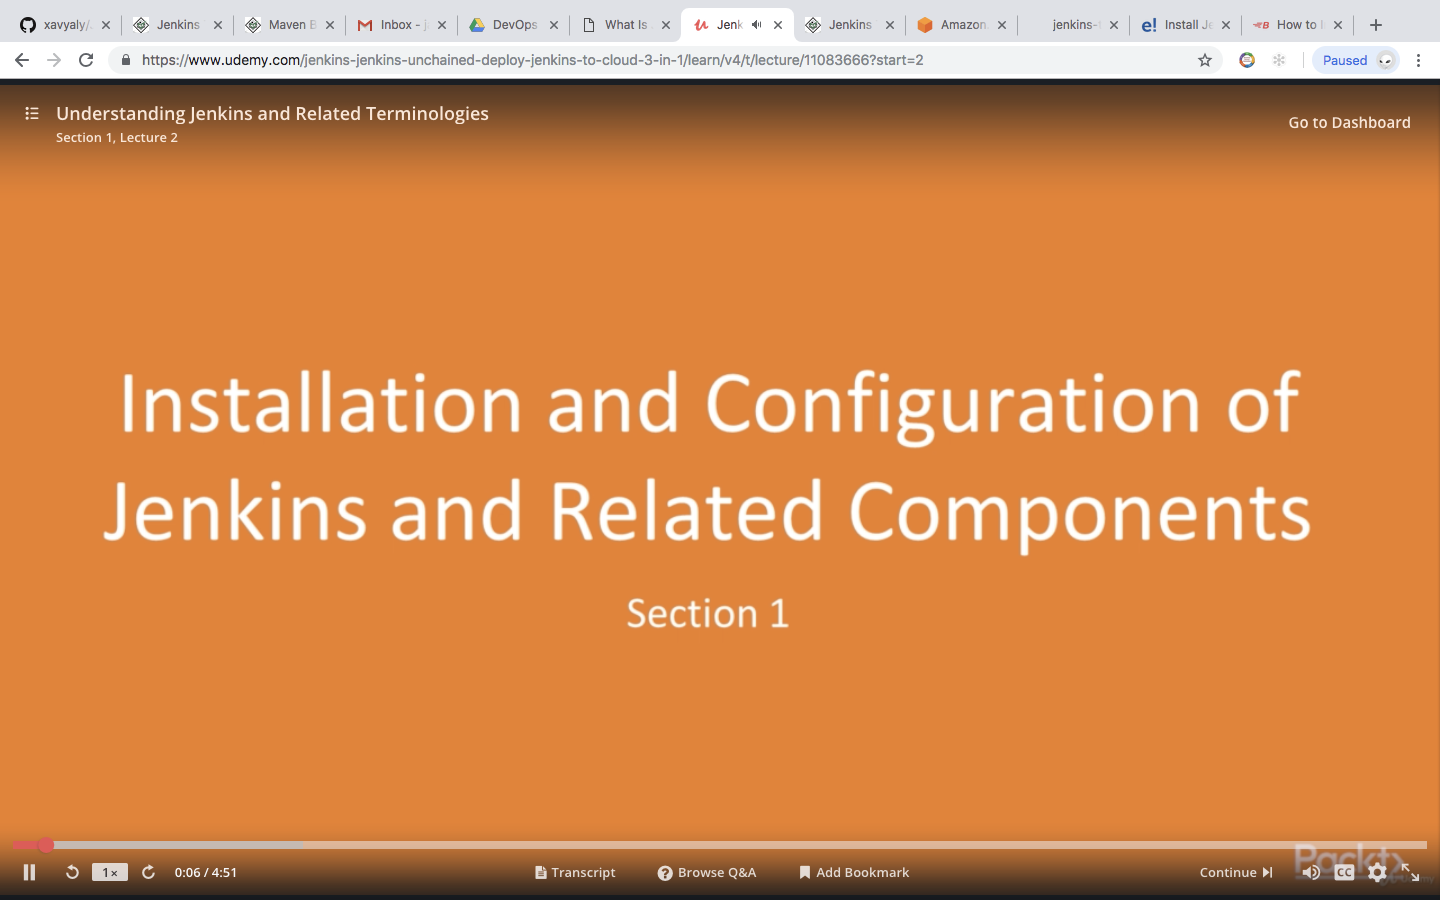 xavyaly/
Jenkins
Maven B
Inbox - j
DevOps
What Is
Jenk
Jenkins
Amazon
jenkins-
Install Je
How to I
https://www.udemy.com/jenkins-jenkins-unchained-deploy-jenkins-to-cloud-3-in-1/learn/v4/t/lecture/11083666?start=2
Paused
Understanding Jenkins and Related Terminologies
Section 1, Lecture 2
Go to Dashboard
Installation and Configuration of
Jenkins and Related Components
Section 1
1x
0:06 / 4:51
Transcript
Browse Q&A
Add Bookmark
Continue
Packt
CC